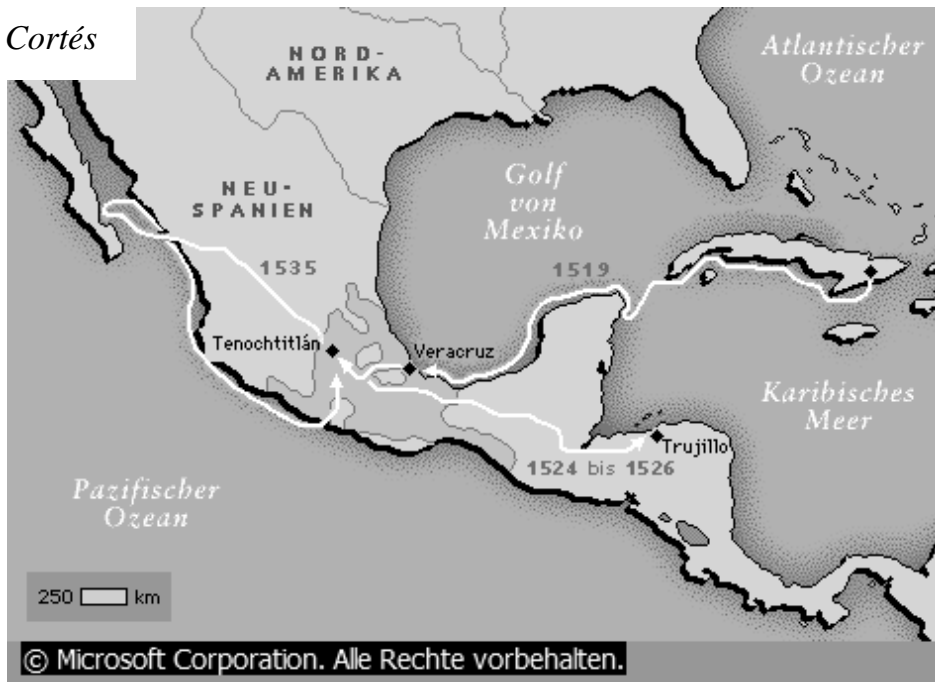 Cortés
NORD-
AMERIKA
Atlantischer
Ozean
Golf
von
Mexiko
NEU-
SPANIEN
1535
1519
Tenochtitlán
Veracruz
Karibisches
Meer
Trujillo
1524 bis 1526
Pazifischer
Ozean
250 km
© Microsoft Corporation. Alle Rechte vorbehalten.